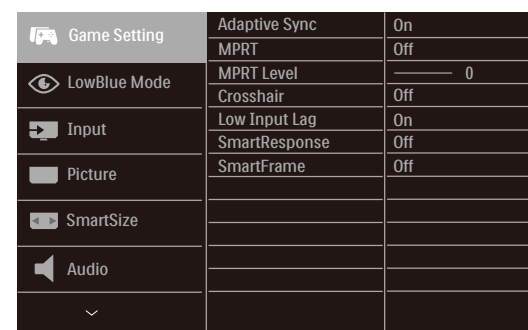 Game Setting
LowBlue Mode
Input
Picture
SmartSize
Audio
Adaptive Sync On
MPRT Off
MPRT Level 0
Crosshair Off
Low Input Lag On
SmartResponse Off
SmartFrame Off